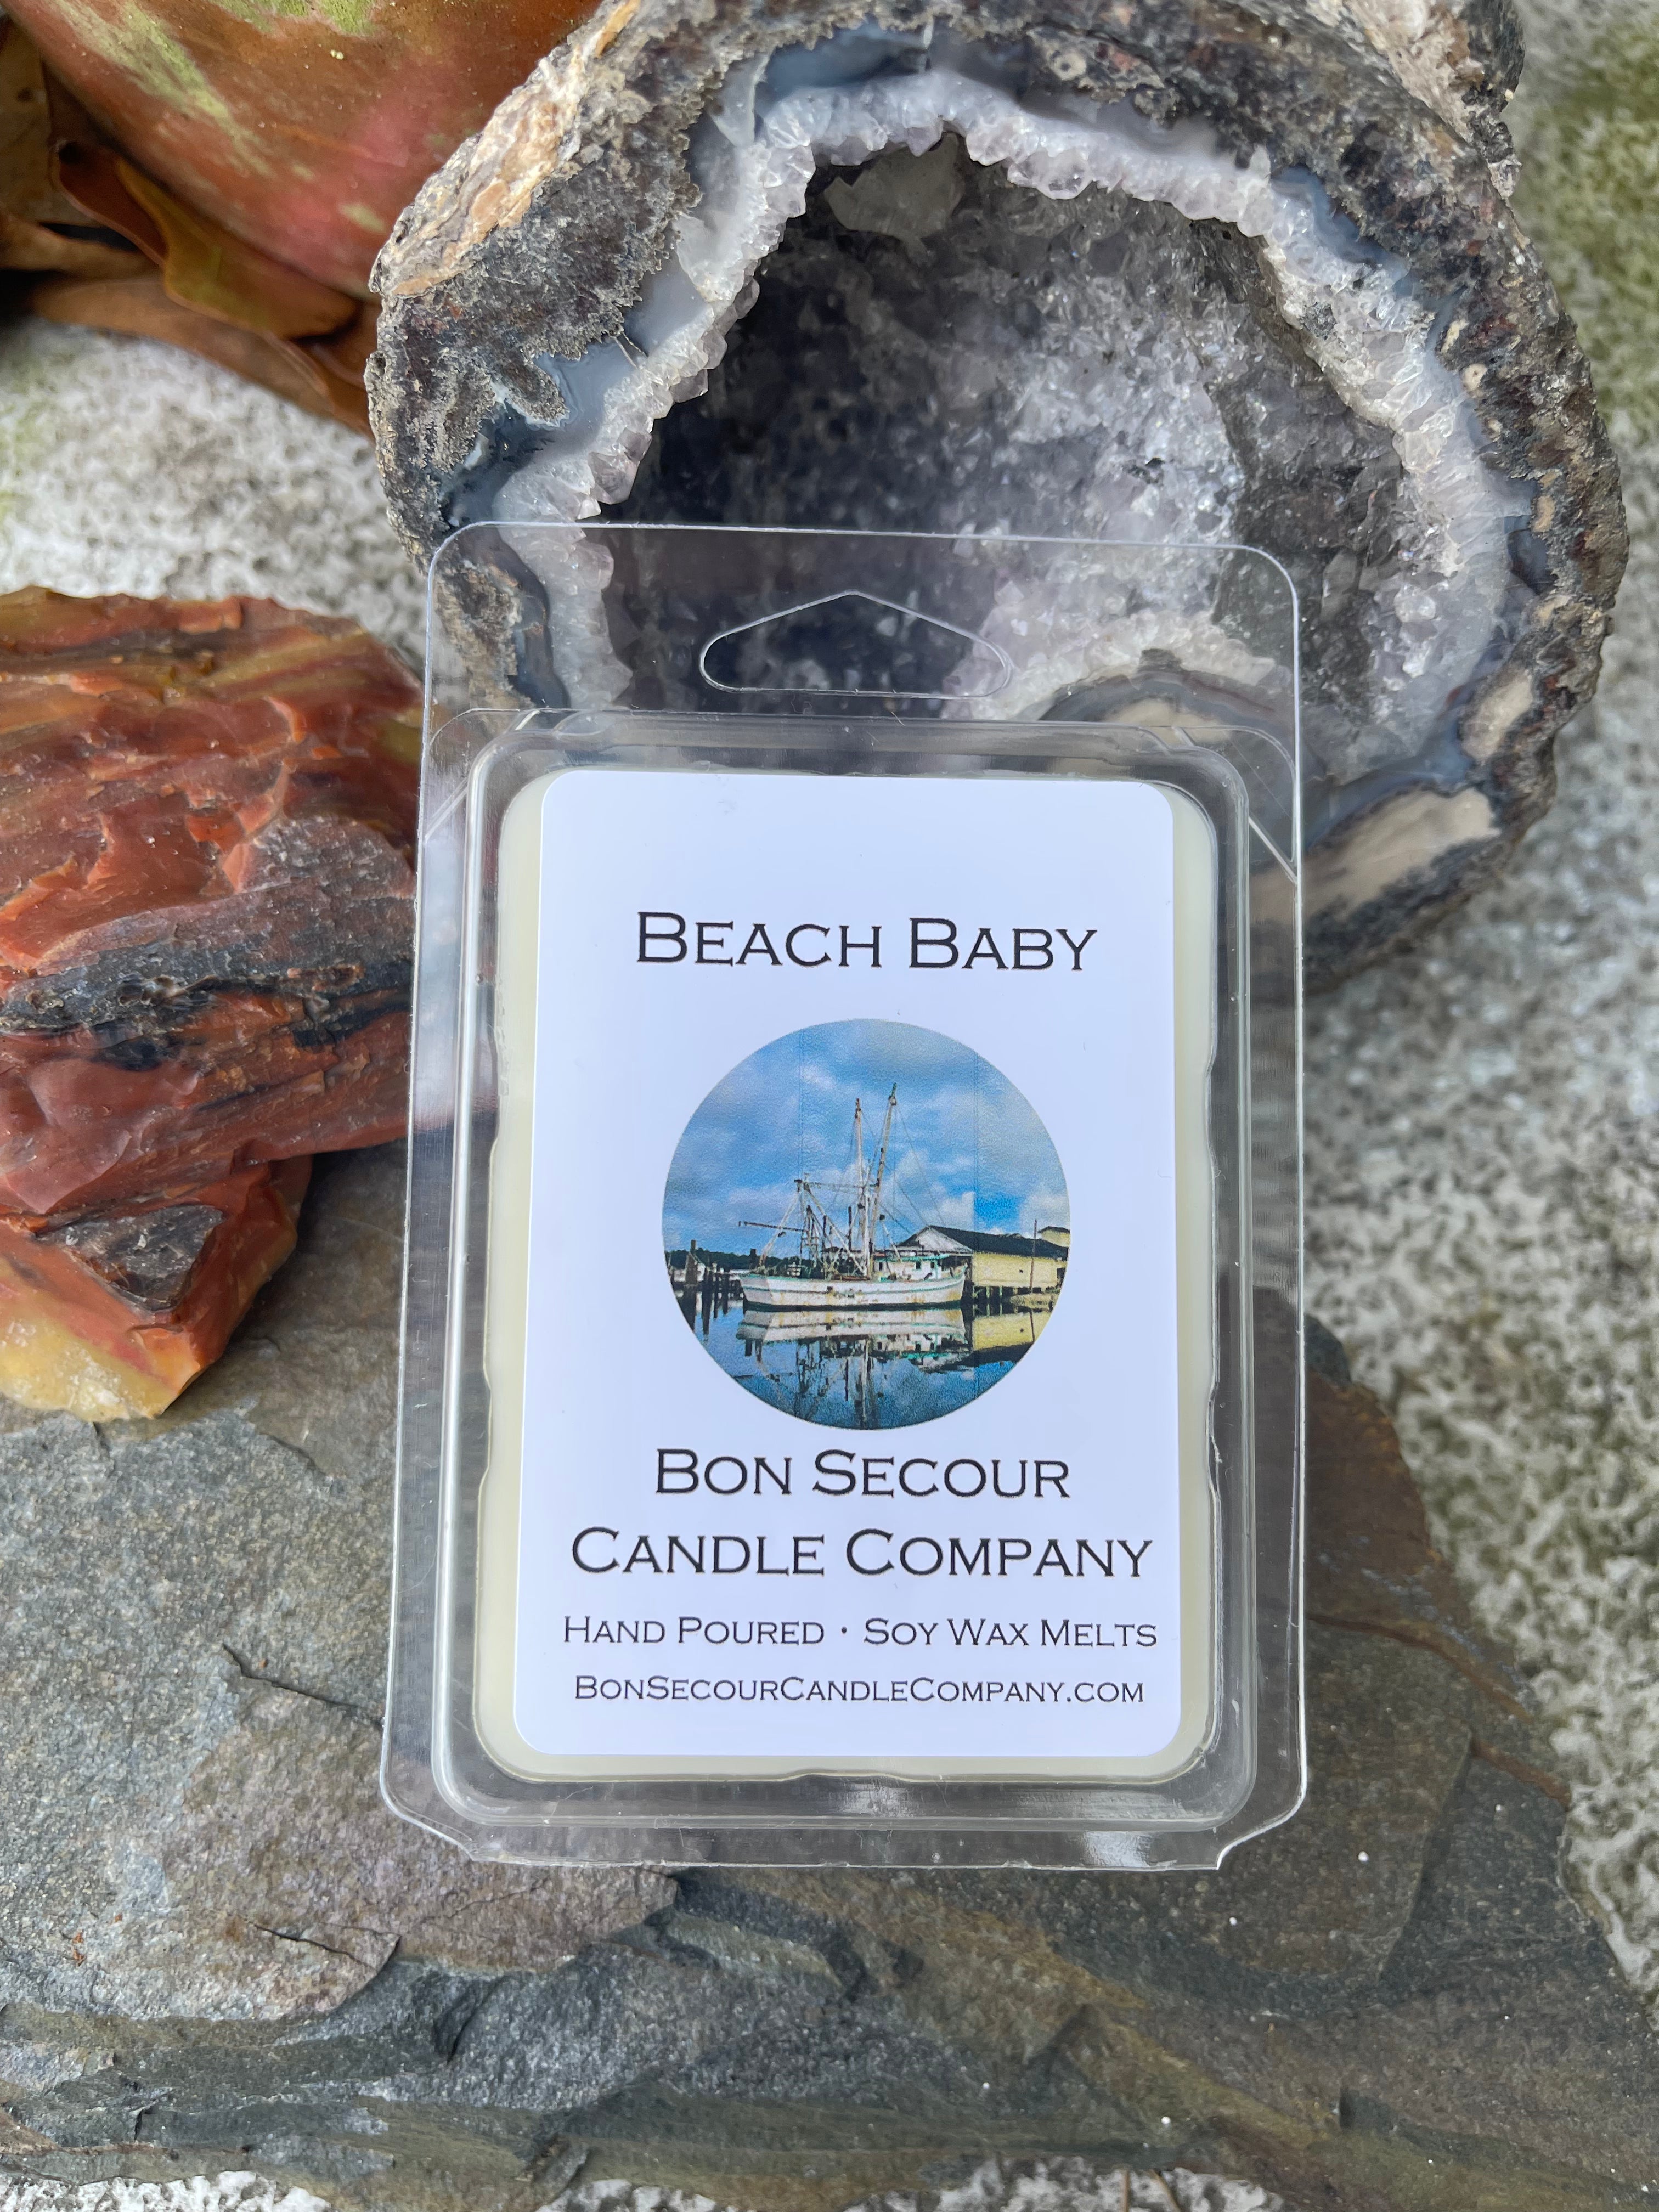 Beach Baby
Bon Secour
Candle Company
Hand Poured • Soy Wax Melts
BonSecourCandleCompany.com